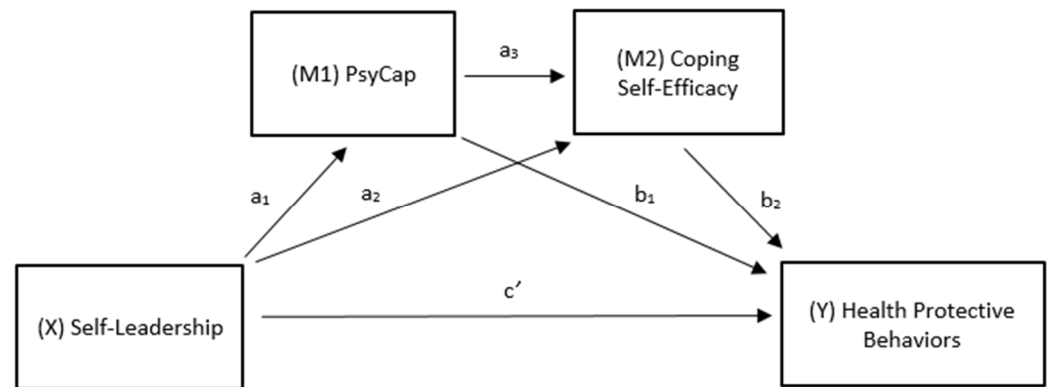 (M1) PsyCap
a₃
(M2) Coping
Self-Efficacy
a₁
a₂
b₁
b₂
(X) Self-Leadership
c′
(Y) Health Protective
Behaviors